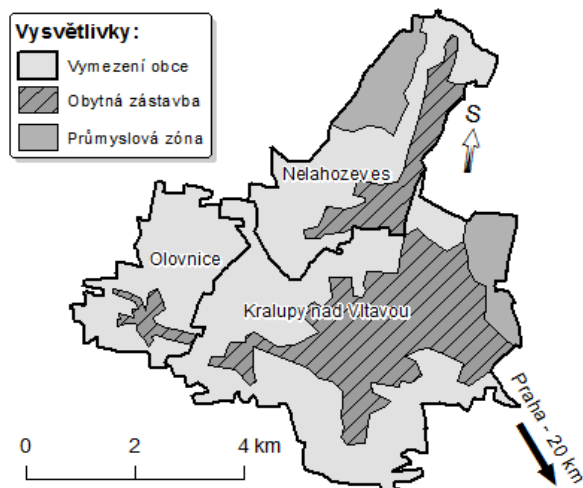 Vysvětlivky:
Vymezení obce
Obytná zástavba
Průmyslová zóna
S
Nelahozeves
Olovnice
Kralupy nad Vltavou
Praha - 20 km
0 2 4 km